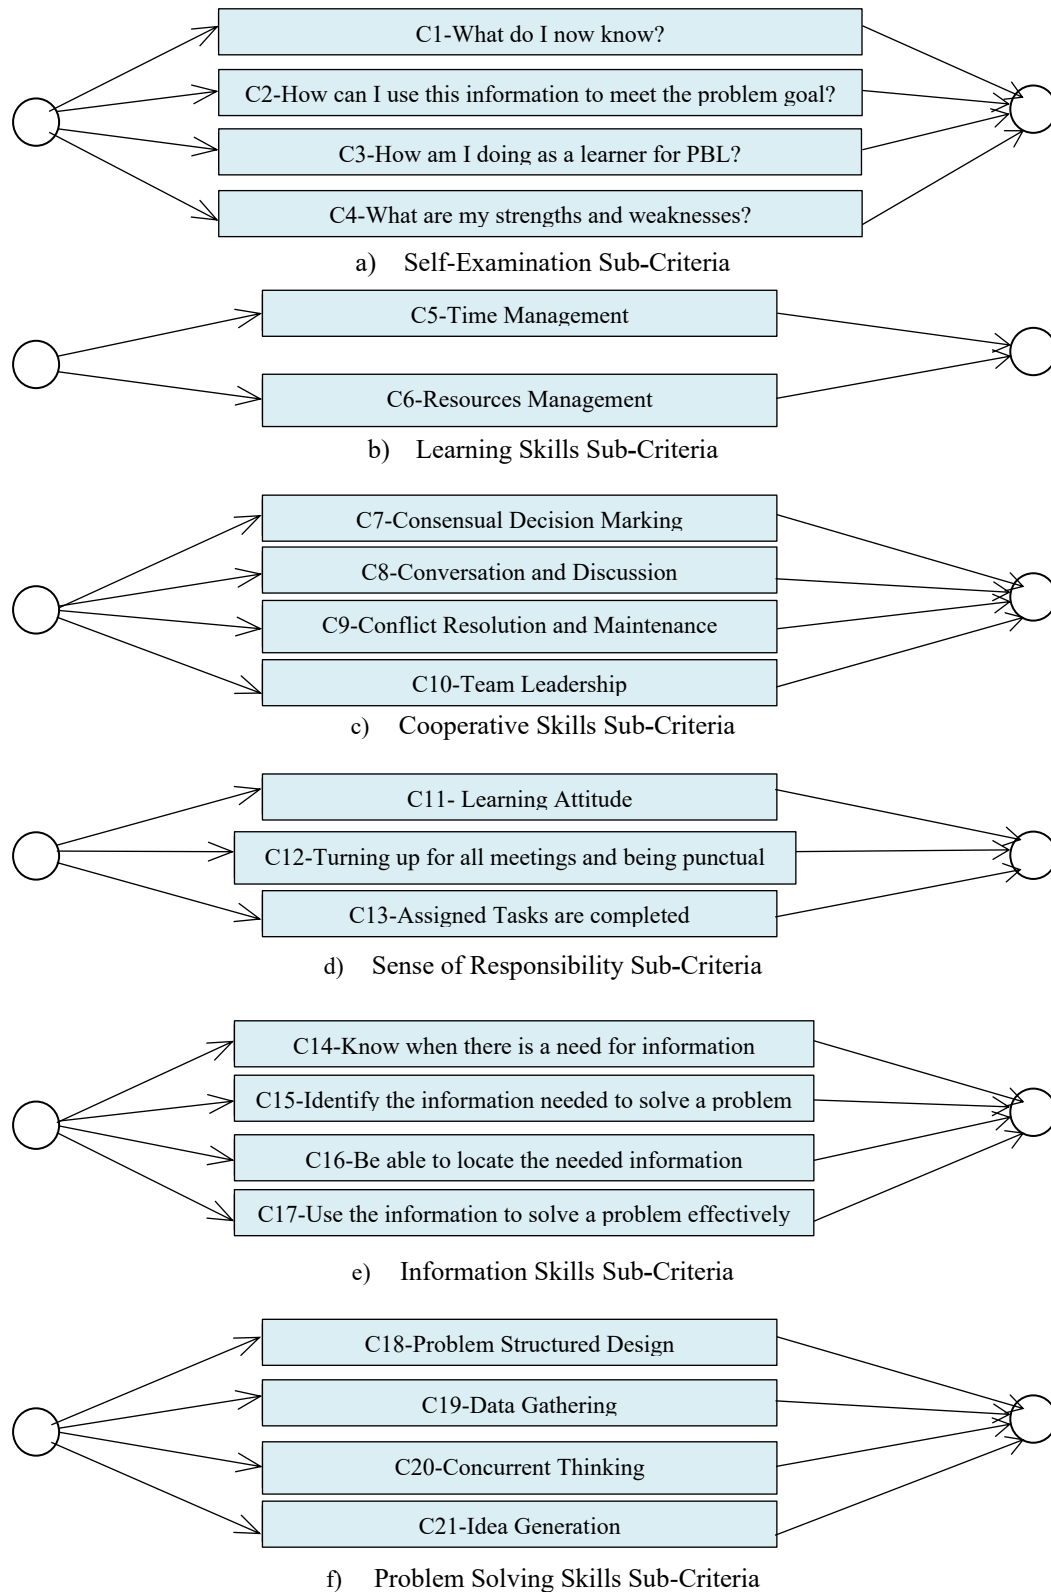 C1-What do I now know?
C2-How can I use this information to meet the problem goal?
C3-How am I doing as a learner for PBL?
C4-What are my strengths and weaknesses?
a) Self-Examination Sub-Criteria
C5-Time Management
C6-Resources Management
b) Learning Skills Sub-Criteria
C7-Consensual Decision Marking
C8-Conversation and Discussion
C9-Conflict Resolution and Maintenance
C10-Team Leadership
c) Cooperative Skills Sub-Criteria
C11- Learning Attitude
C12-Turning up for all meetings and being punctual
C13-Assigned Tasks are completed
d) Sense of Responsibility Sub-Criteria
C14-Know when there is a need for information
C15-Identify the information needed to solve a problem
C16-Be able to locate the needed information
C17-Use the information to solve a problem effectively
e) Information Skills Sub-Criteria
C18-Problem Structured Design
C19-Data Gathering
C20-Concurrent Thinking
C21-Idea Generation
f) Problem Solving Skills Sub-Criteria